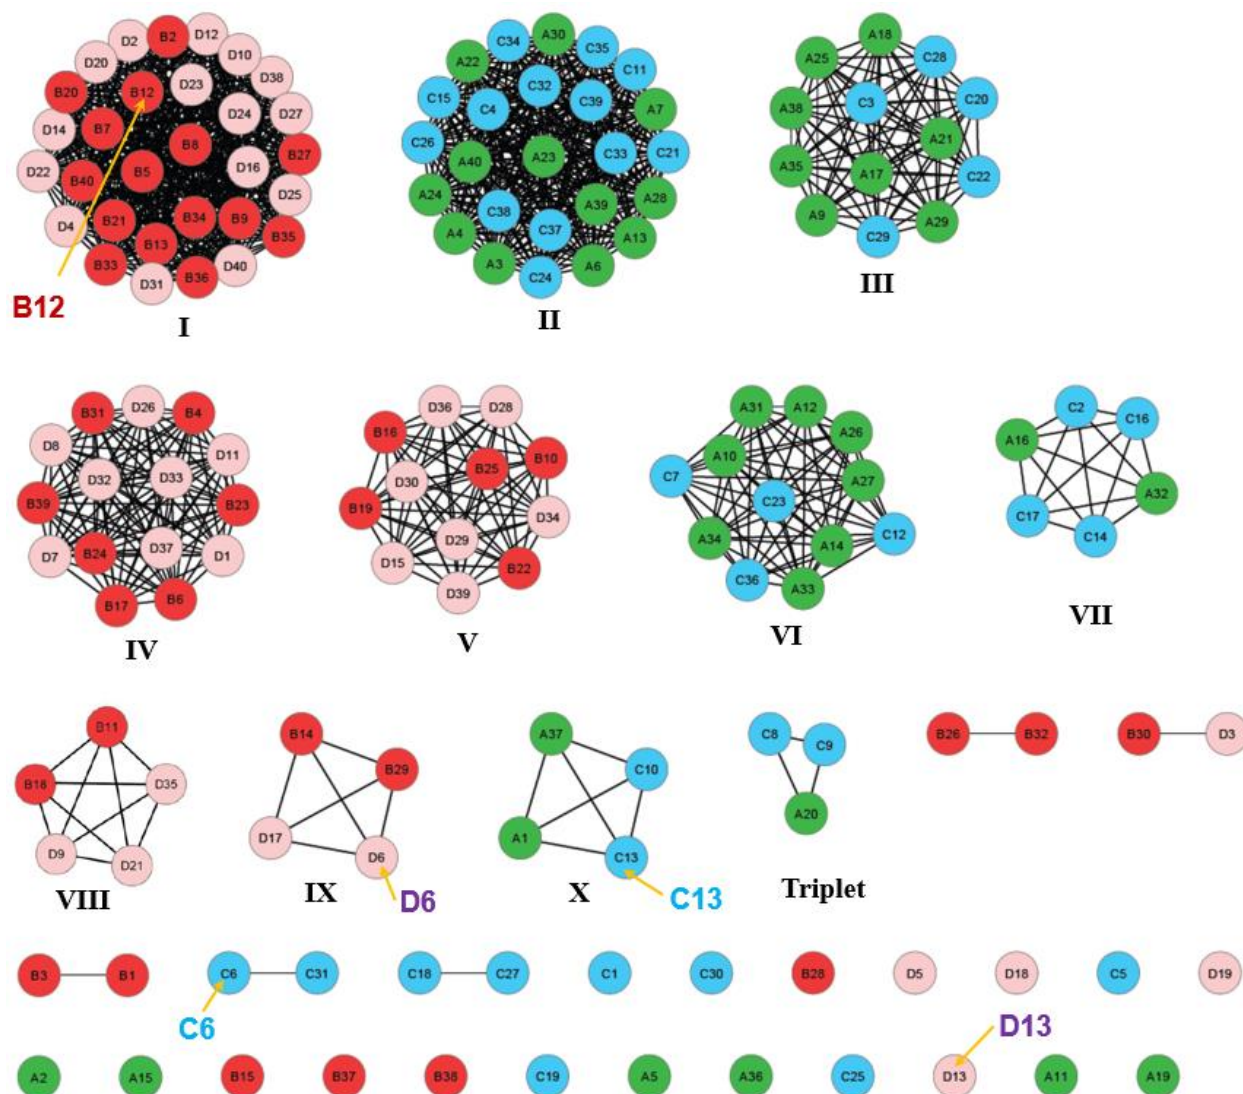 B2 D12
D2 D10
D20 D23 D38
B20 B12 D24 D27
D14 B7 B8 B27
D22 B40 B5 D16 D25
D4 B21 B34 B9 B35
B33 B13 D40
D31 B36
B12
I
C34 A30 C35
A22 C32 C11
C15 C4 C39 A7
C26 A40 A23 C33 C21
A24 C38 A39 A28
A4 C37 A13
A3 C24 A6
II
A18
A25 C28
A38 C3 C20
A35 A17 A21 C22
A9 C29 A29
III
B31 D26 B4
D8 D32 D33 D11
B39 B23
D7 B24 D37 D1
B17 B6
IV
D36 D28
B16 B25 B10
B19 D30 D34
D15 D29 B22
D39
V
A31 A12
A10 A26
C7 C23 A27
A34 A14 C12
C36 A33
VI
C2 C16
A16 A32
C17 C14
VII
B11
B18 D35
D9 D21
VIII
B14
B29
D17 D6
D6
IX
A37
C10
A1 C13
C13
X
C8 C9
A20
Triplet
B26 B32 B30 D3
B3 B1 C6 C31 C18 C27 C1 C30 B28 D5 D18 C5 D19
C6
D13
A2 A15 B15 B37 B38 C19 A5 A36 C25 D13 A11 A19